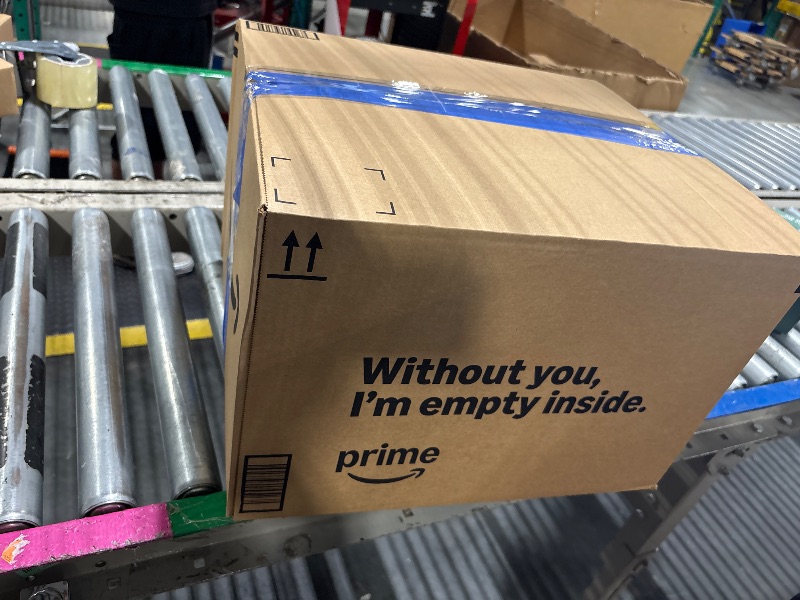 Without you,
I'm empty inside.
prime